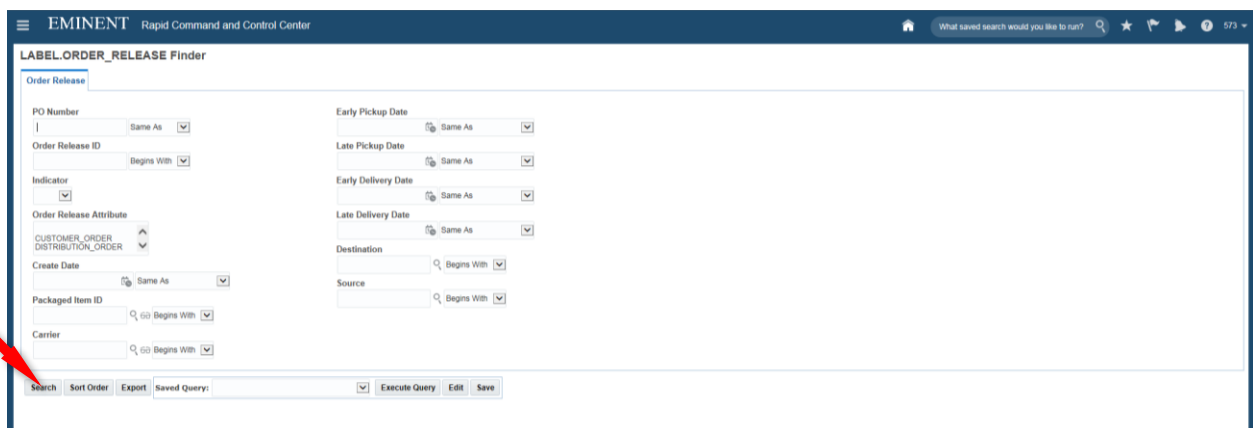 EMINENT Rapid Command and Control Center What saved search would you like to run? 573
LABEL.ORDER_RELEASE Finder
Order Release
PO Number
Same As
Order Release ID
Begins With
Indicator
Order Release Attribute
CUSTOMER_ORDER
DISTRIBUTION_ORDER
Create Date
Same As
Packaged Item ID
Begins With
Carrier
Begins With
Early Pickup Date
Same As
Late Pickup Date
Same As
Early Delivery Date
Same As
Late Delivery Date
Same As
Destination
Begins With
Source
Begins With
Search Sort Order Export Saved Query: Execute Query Edit Save